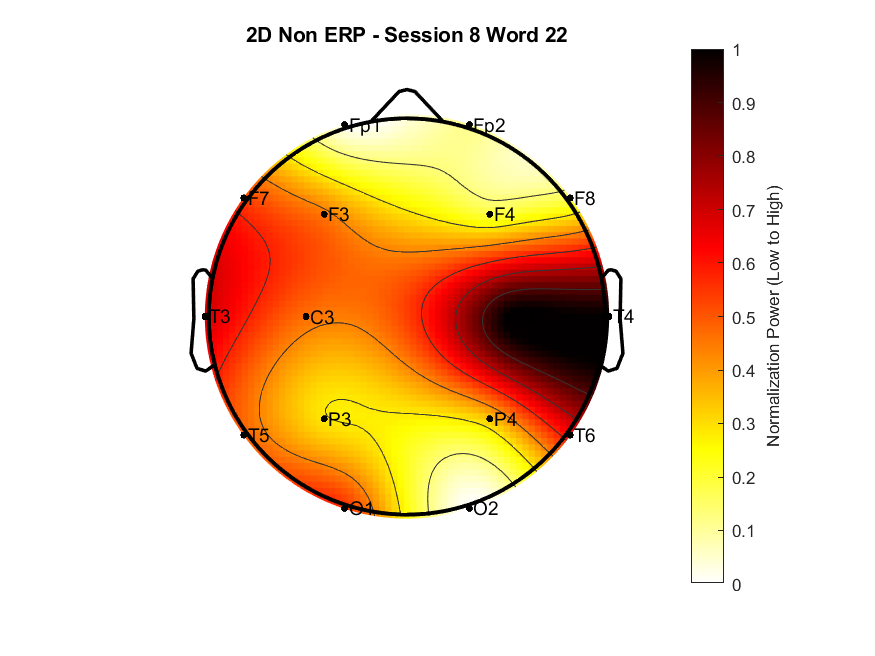 2D Non ERP - Session 8 Word 22
Fp1 Fp2
F7 F8
F3 F4
T3 C3 T4
P3 P4
T5 T6
O1 O2
1
0.9
0.8
0.7
0.6
0.5
0.4
0.3
0.2
0.1
0
Normalization Power (Low to High)